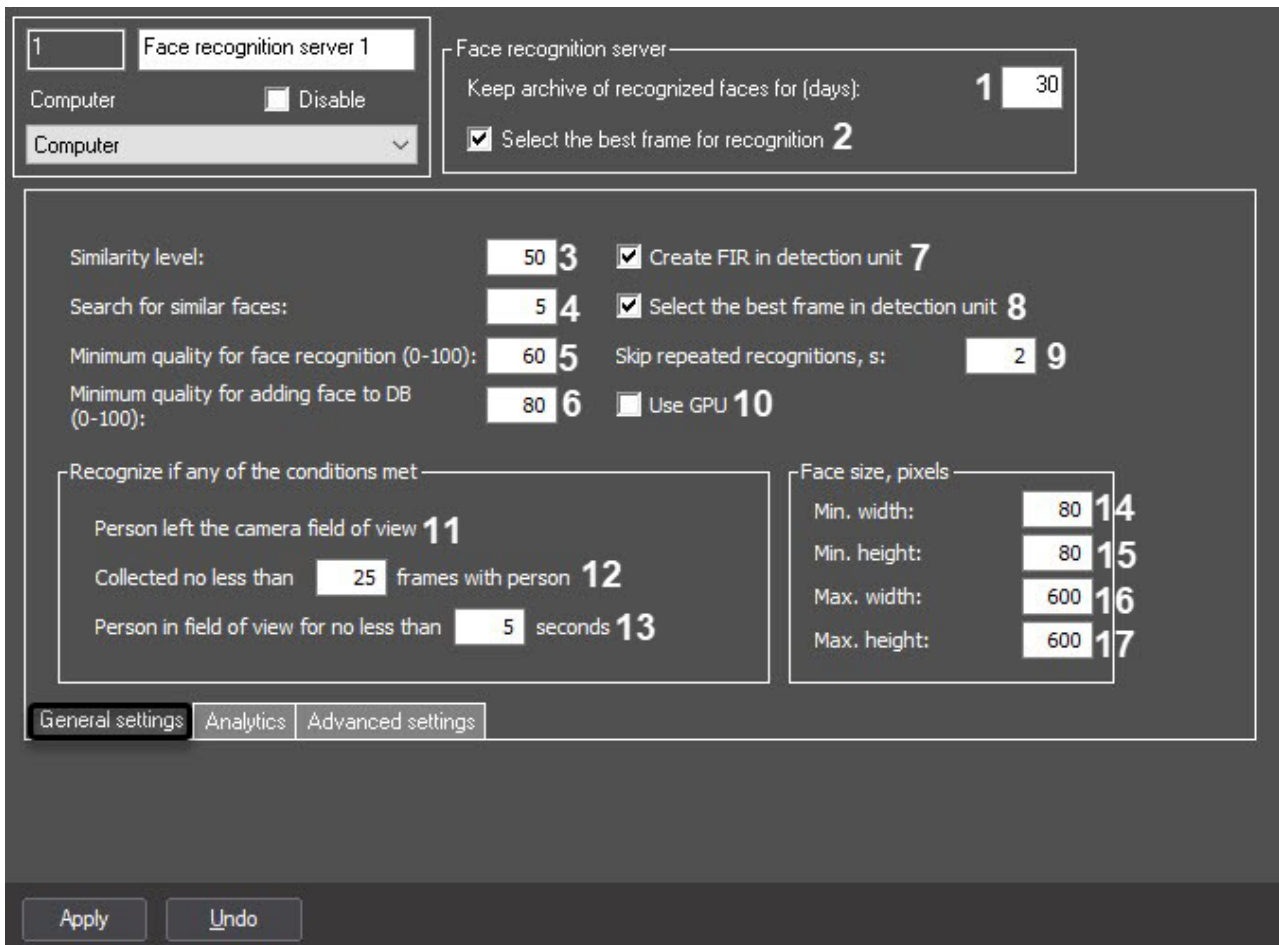 1
Face recognition server 1
Computer
Disable
Computer
Face recognition server
Keep archive of recognized faces for (days): 1 30
Select the best frame for recognition 2
Similarity level: 50 3
Create FIR in detection unit 7
Search for similar faces: 5 4
Select the best frame in detection unit 8
Minimum quality for face recognition (0-100): 60 5
Skip repeated recognitions, s: 2 9
Minimum quality for adding face to DB
(0-100): 80 6
Use GPU 10
Recognize if any of the conditions met
Person left the camera field of view 11
Collected no less than 25 frames with person 12
Person in field of view for no less than 5 seconds 13
Face size, pixels
Min. width: 80 14
Min. height: 80 15
Max. width: 600 16
Max. height: 600 17
General settings Analytics Advanced settings
Apply Undo